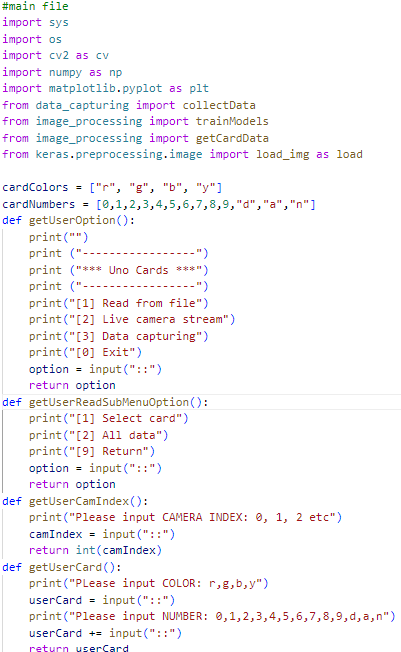 #main file
import sys
import os
import cv2 as cv
import numpy as np
import matplotlib.pyplot as plt
from data_capturing import collectData
from image_processing import trainModels
from image_processing import getCardData
from keras.preprocessing.image import load_img as load

cardColors = ["r", "g", "b", "y"]
cardNumbers = [0,1,2,3,4,5,6,7,8,9,"d","a","n"]
def getUserOption():
    print("")
    print ("-----------------")
    print ("*** Uno Cards ***")
    print ("-----------------")
    print("[1] Read from file")
    print("[2] Live camera stream")
    print("[3] Data capturing")
    print("[0] Exit")
    option = input("::")
    return option
def getUserReadSubMenuOption():
    print("[1] Select card")
    print("[2] All data")
    print("[9] Return")
    option = input("::")
    return option
def getUserCamIndex():
    print("Please input CAMERA INDEX: 0, 1, 2 etc")
    camIndex = input("::")
    return int(camIndex)
def getUserCard():
    print("PLease input COLOR: r,g,b,y")
    userCard = input("::")
    print("Please input NUMBER: 0,1,2,3,4,5,6,7,8,9,d,a,n")
    userCard += input("::")
    return userCard